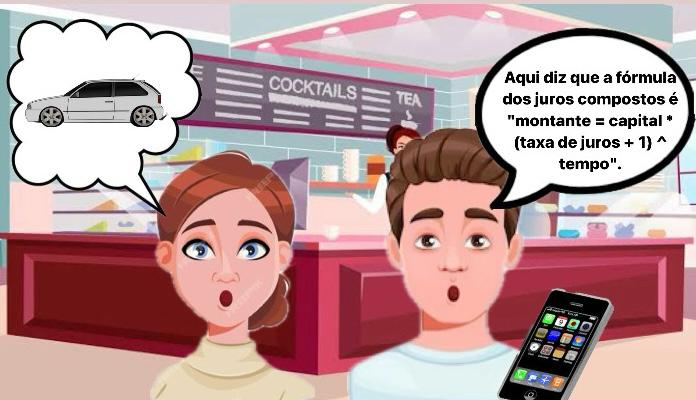 COCKTAILS
TEA
Aqui diz que a fórmula
dos juros compostos é
"montante = capital *
(taxa de juros + 1) ^
tempo".